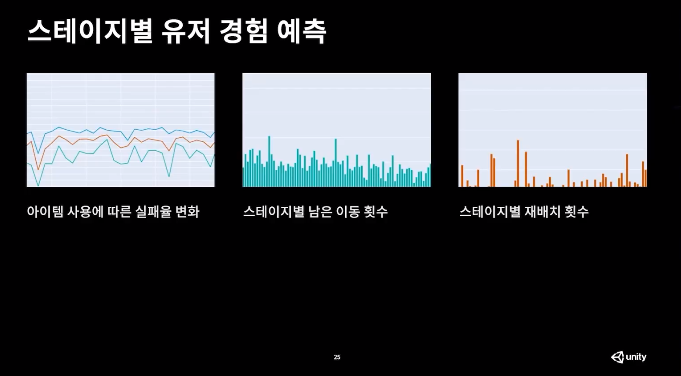 스테이지별 유저 경험 예측
아이템 사용에 따른 실패율 변화
스테이지별 남은 이동 횟수
스테이지별 재배치 횟수
25
unity